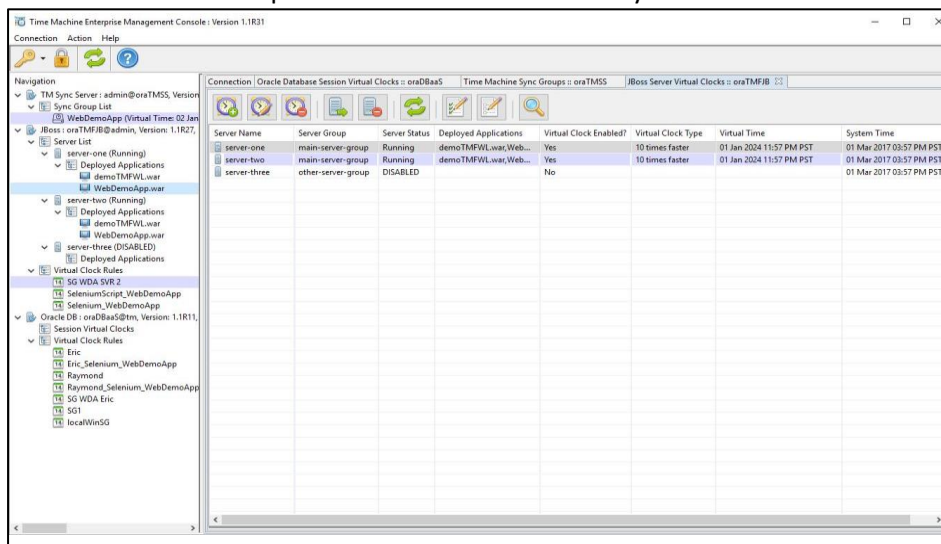 Time Machine Enterprise Management Console : Version 1.1R31
Connection Action Help
Navigation
TM Sync Server : admin@oraTMSS, Version
Sync Group List
WebDemoApp (Virtual Time: 02 Jan
JBoss : oraTMFJB@admin, Version: 1.1R27,
Server List
server-one (Running)
Deployed Applications
demoTMFWL.war
WebDemoApp.war
server-two (Running)
Deployed Applications
demoTMFWL.war
WebDemoApp.war
server-three (DISABLED)
Deployed Applications
Virtual Clock Rules
SG WDA SVR 2
SeleniumScript_WebDemoApp
Selenium_WebDemoApp
Oracle DB : oraDBaaS@tm, Version: 1.1R11,
Session Virtual Clocks
Virtual Clock Rules
Eric
Eric_Selenium_WebDemoApp
Raymond
Raymond_Selenium_WebDemoApp
SG WDA Eric
SG1
localWinSG
Connection Oracle Database Session Virtual Clocks :: oraDBaaS Time Machine Sync Groups :: oraTMSS JBoss Server Virtual Clocks :: oraTMFJB
Server Name Server Group Server Status Deployed Applications Virtual Clock Enabled? Virtual Clock Type Virtual Time System Time
server-one main-server-group Running demoTMFWL.war,Web... Yes 10 times faster 01 Jan 2024 11:57 PM PST 01 Mar 2017 03:57 PM PST
server-two main-server-group Running demoTMFWL.war,Web... Yes 10 times faster 01 Jan 2024 11:57 PM PST 01 Mar 2017 03:57 PM PST
server-three other-server-group DISABLED No 01 Mar 2017 03:57 PM PST